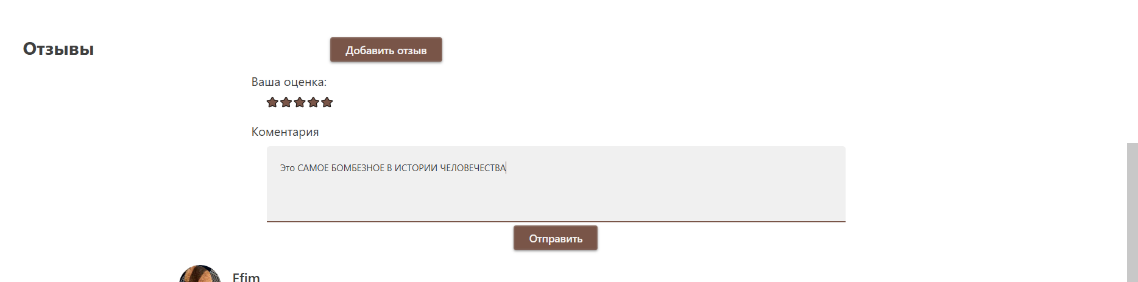 Отзывы
Добавить отзыв
Ваша оценка:
Коментария
Это САМОЕ БОМБЕЗНОЕ В ИСТОРИИ ЧЕЛОВЕЧЕСТВА
Отправить
Efim